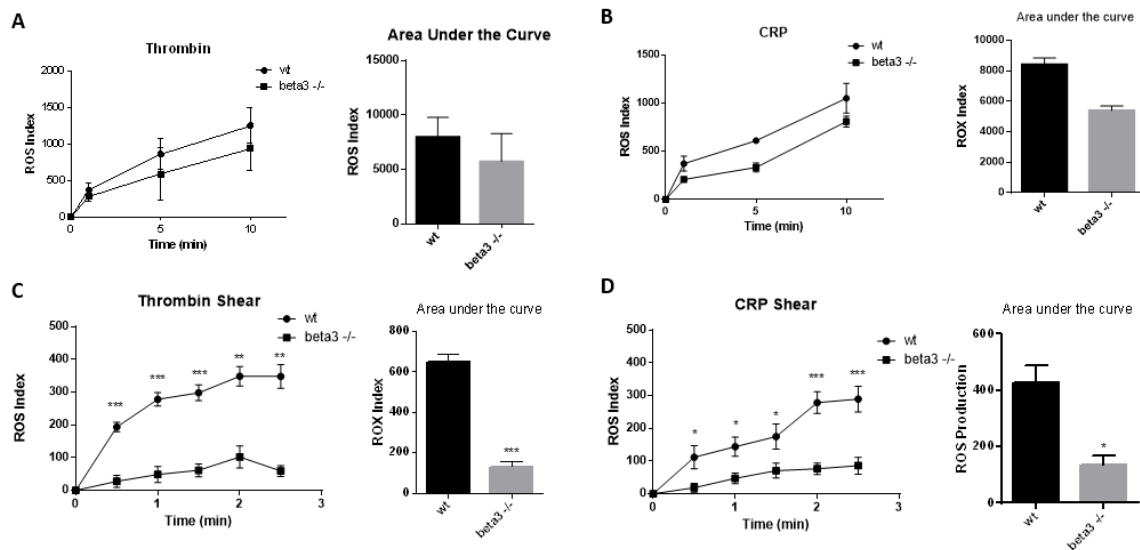 A
Thrombin
wt
beta3 -/-
ROS Index
2000
1500
1000
500
0
0 5 10
Time (min)
Area Under the Curve
ROS Index
15000
10000
5000
0
wt
beta3 -/-
B
CRP
wt
beta3 -/-
ROS Index
1000
500
0
0 5 10
Time (min)
Area under the curve
ROX Index
10000
8000
6000
4000
2000
0
wt
beta3 -/-
C
Thrombin Shear
wt
beta3 -/-
ROS Index
500
400
300
200
100
0
*** *** *** ** **
0 1 2 3
Time (min)
Area under the curve
ROX Index
800
600
400
200
0
***
wt
beta3 -/-
D
CRP Shear
wt
beta3 -/-
ROS Index
500
400
300
200
100
0
* * * *** ***
0 1 2 3
Time (min)
Area under the curve
ROS Production
600
400
200
0
*
wt
beta3 -/-